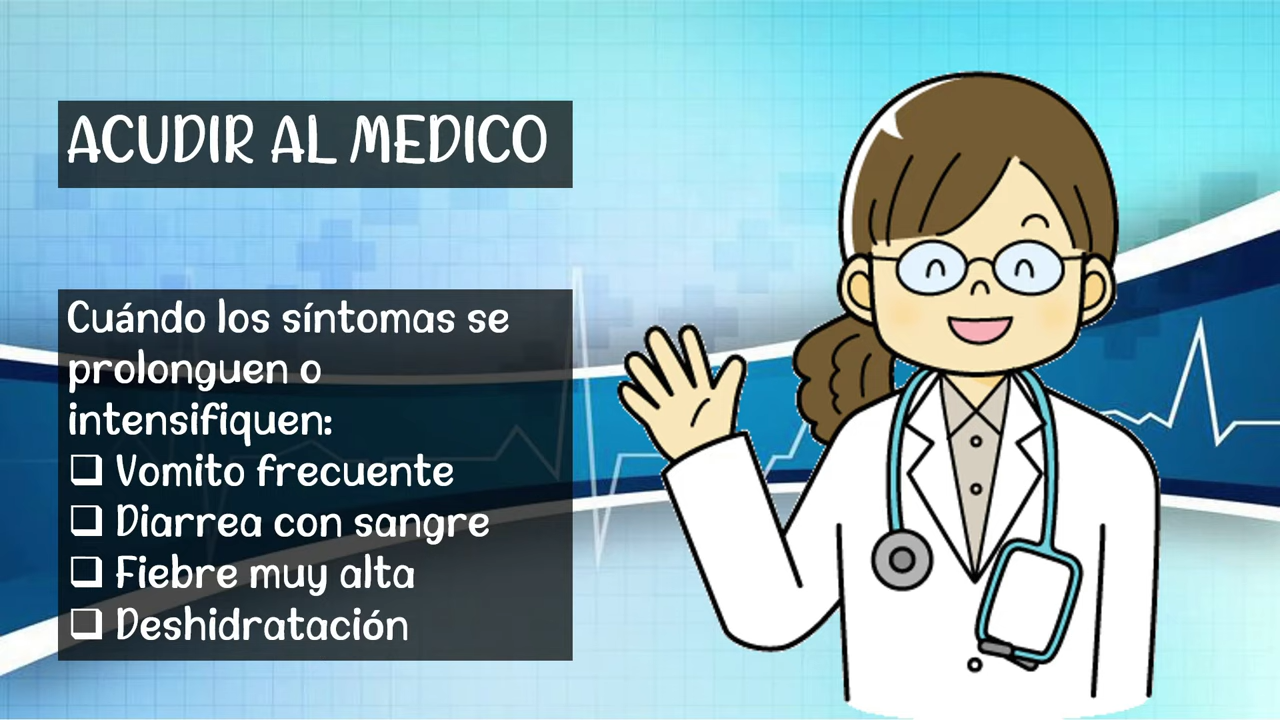 ACUDIR AL MEDICO
Cuándo los síntomas se
prolonguen o
intensifiquen:
❑ Vomito frecuente
❑ Diarrea con sangre
❑ Fiebre muy alta
❑ Deshidratación